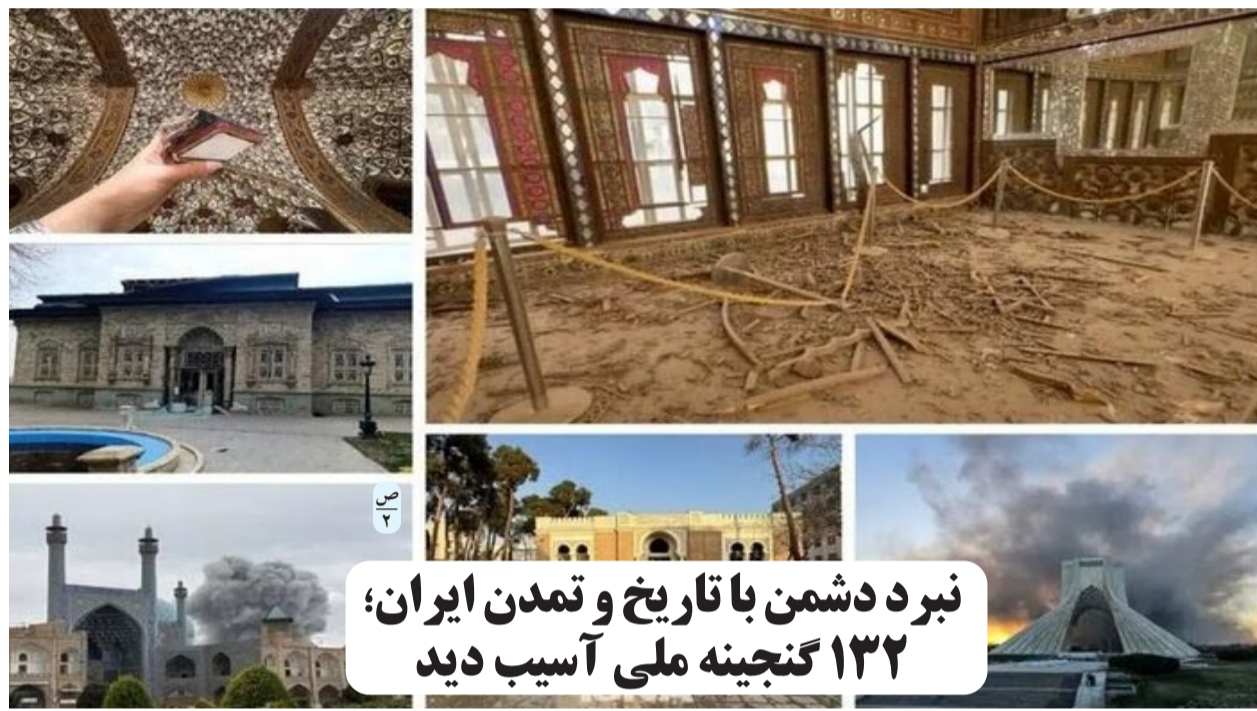 ص
۲
نبرد دشمن با تاریخ و تمدن ایران؛
۱۳۲ گنجینه ملی آسیب دید